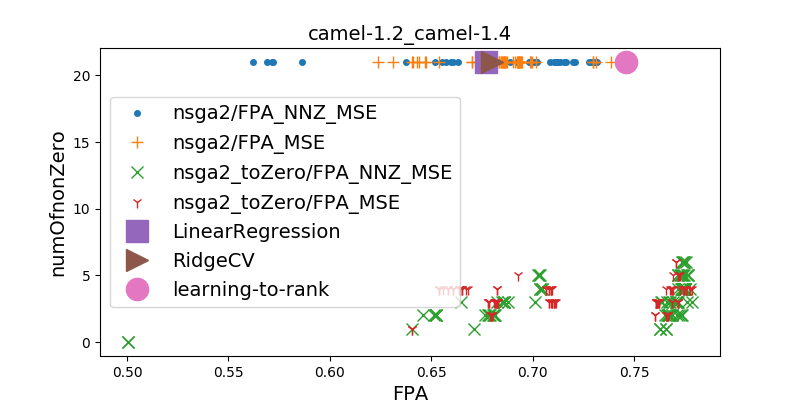 camel-1.2_camel-1.4
numOfnonZero
20
15
10
5
0
nsga2/FPA_NNZ_MSE
nsga2/FPA_MSE
nsga2_toZero/FPA_NNZ_MSE
nsga2_toZero/FPA_MSE
LinearRegression
RidgeCV
learning-to-rank
0.50 0.55 0.60 0.65 0.70 0.75
FPA